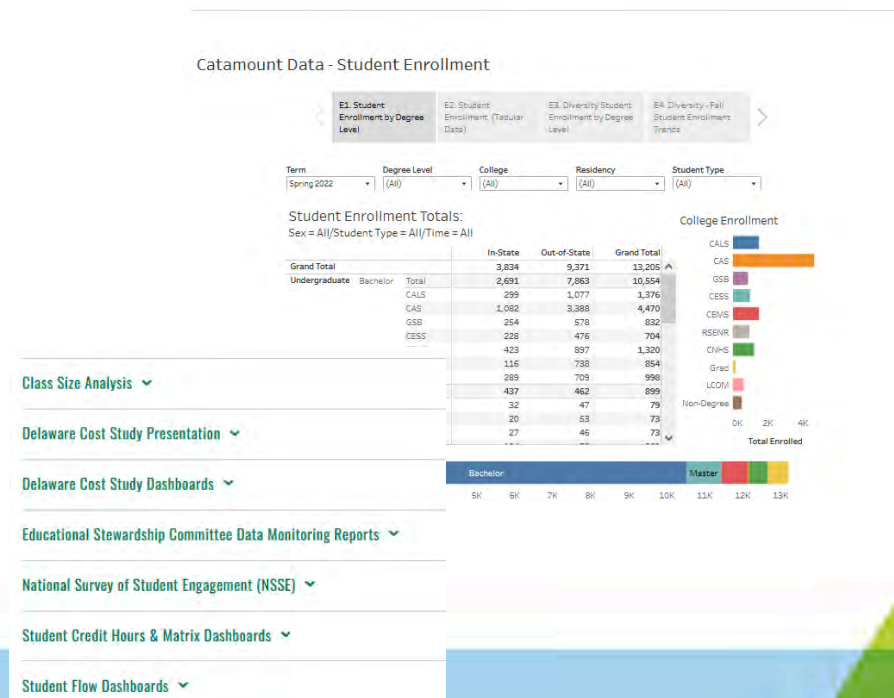 Catamount Data - Student Enrollment
E1. Student Enrollment by Degree Level
E2. Student Enrollment (Tabular Data)
E3. Diversity Student Enrollment by Degree Level
E4. Diversity - Fall Student Enrollment Trends
Term Degree Level College Residency Student Type
Spring 2022 (All) (All) (All) (All)
Student Enrollment Totals:
Sex = All/Student Type = All/Time = All
In-State Out-of-State Grand Total
Grand Total 3,834 9,371 13,205
Undergraduate Bachelor Total 2,691 7,863 10,554
CALS 299 1,077 1,376
CAS 1,082 3,388 4,470
GSB 254 578 832
CESS 228 476 704
423 897 1,320
116 738 854
289 709 998
437 462 899
32 47 79
20 53 73
27 46 73
College Enrollment
CALS
CAS
GSB
CESS
CEMS
RSENR
CNHS
Grad
LCOM
Non-Degree
0K 2K 4K
Total Enrolled
Bachelor Master
5K 6K 7K 8K 9K 10K 11K 12K 13K
Class Size Analysis
Delaware Cost Study Presentation
Delaware Cost Study Dashboards
Educational Stewardship Committee Data Monitoring Reports
National Survey of Student Engagement (NSSE)
Student Credit Hours & Matrix Dashboards
Student Flow Dashboards